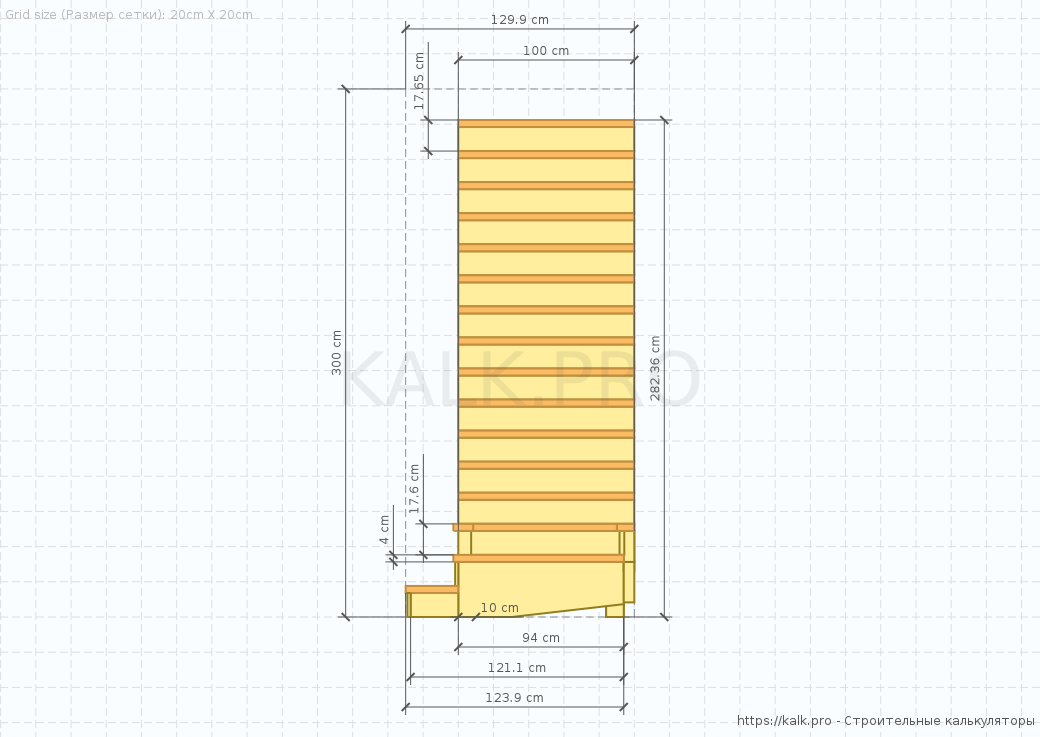 Grid size (Размер сетки): 20cm X 20cm
129.9 cm
100 cm
17.65 cm
300 cm
282.36 cm
KALK.PRO
17.6 cm
4 cm
10 cm
94 cm
121.1 cm
123.9 cm
https://kalk.pro - Строительные калькуляторы